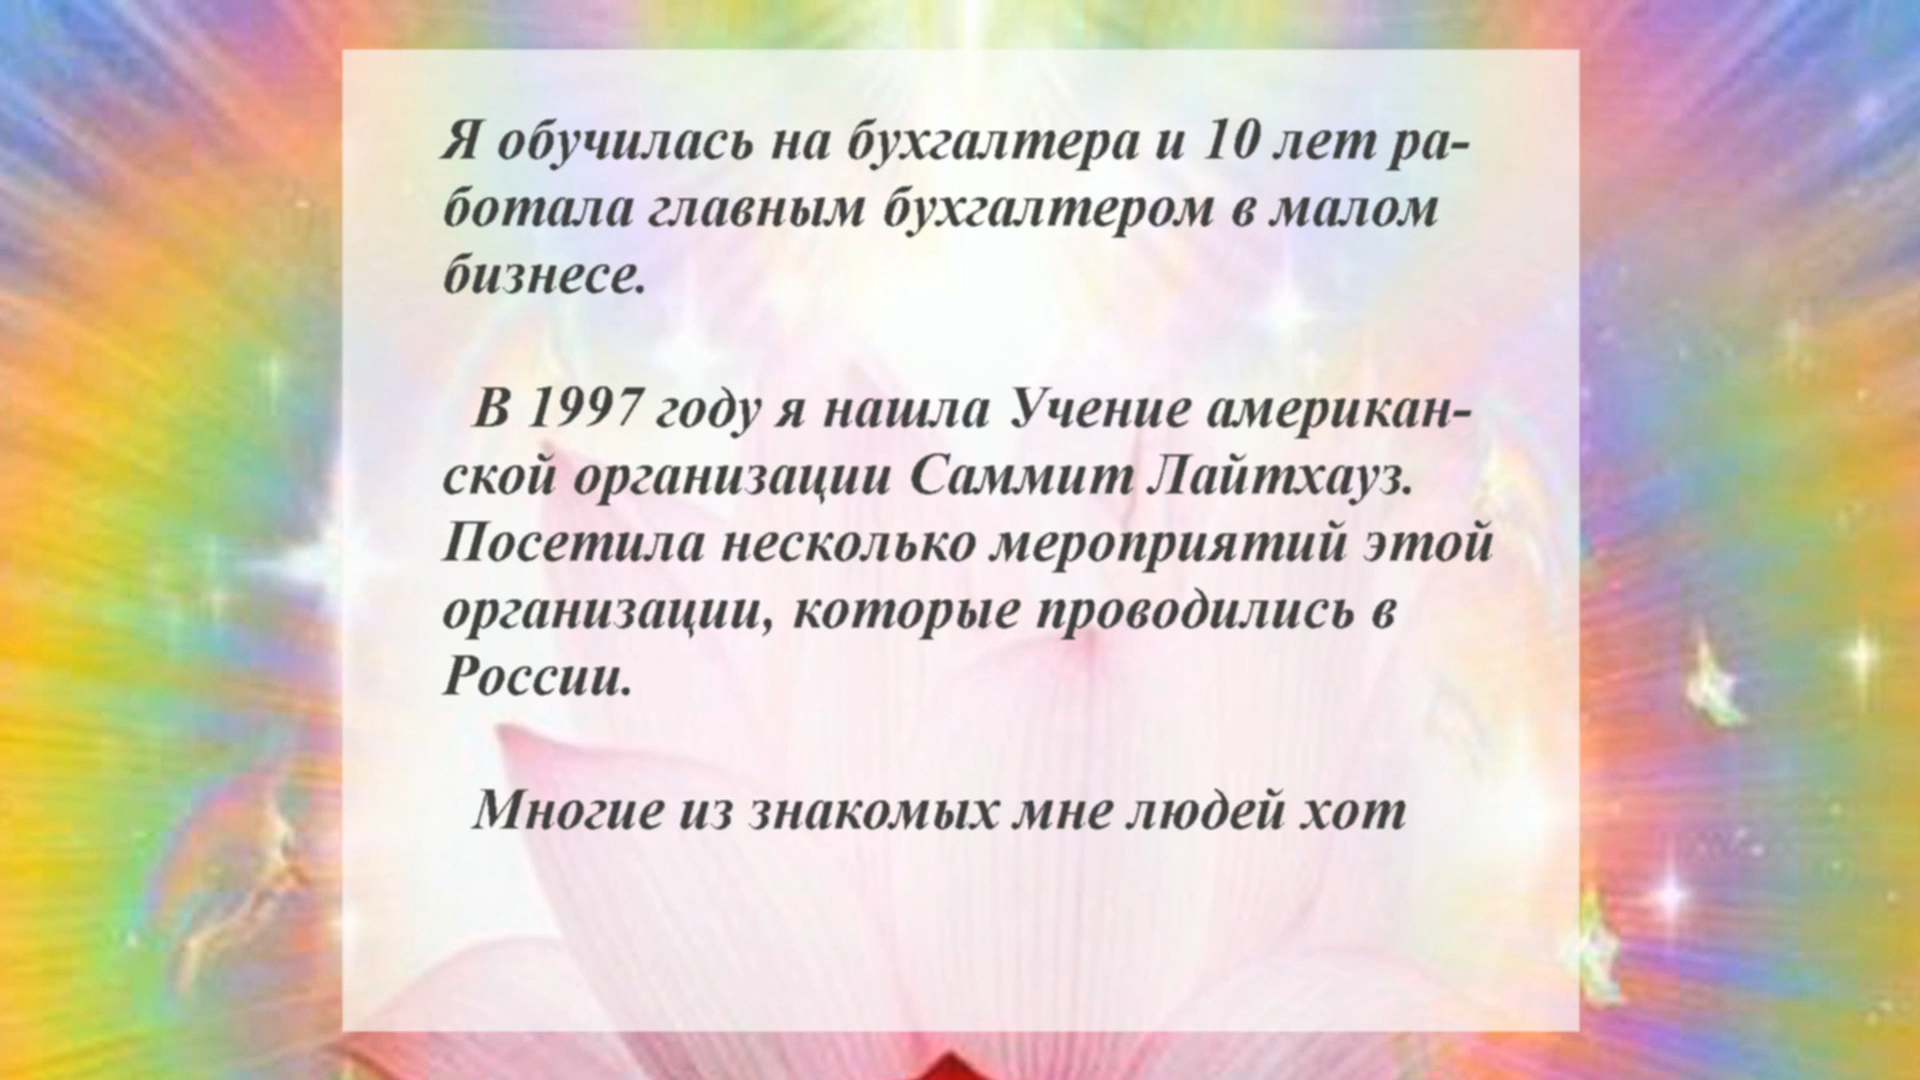 Я обучилась на бухгалтера и 10 лет ра-
ботала главным бухгалтером в малом
бизнесе.
В 1997 году я нашла Учение американ-
ской организации Саммит Лайтхауз.
Посетила несколько мероприятий этой
организации, которые проводились в
России.
Многие из знакомых мне людей хот